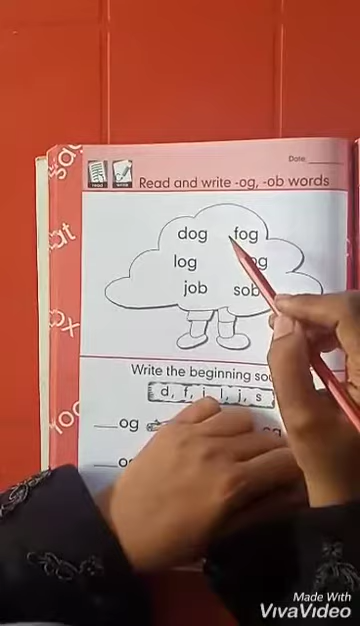 Date:
read write Read and write -og, -ob words
dog fog
log
job sob
Write the beginning
d, f, j, l, j, s
og
Made With
VivaVideo